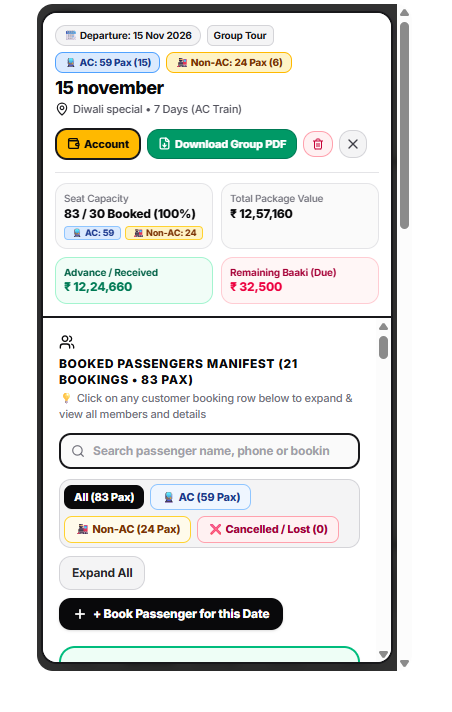 Departure: 15 Nov 2026 Group Tour
AC: 59 Pax (15) Non-AC: 24 Pax (6)
15 november
Diwali special • 7 Days (AC Train)
Account Download Group PDF
Seat Capacity
83 / 30 Booked (100%)
AC: 59 Non-AC: 24
Total Package Value
₹ 12,57,160
Advance / Received
₹ 12,24,660
Remaining Baaki (Due)
₹ 32,500
BOOKED PASSENGERS MANIFEST (21
BOOKINGS • 83 PAX)
Click on any customer booking row below to expand &
view all members and details
Search passenger name, phone or bookin
All (83 Pax) AC (59 Pax)
Non-AC (24 Pax) Cancelled / Lost (0)
Expand All
+ + Book Passenger for this Date